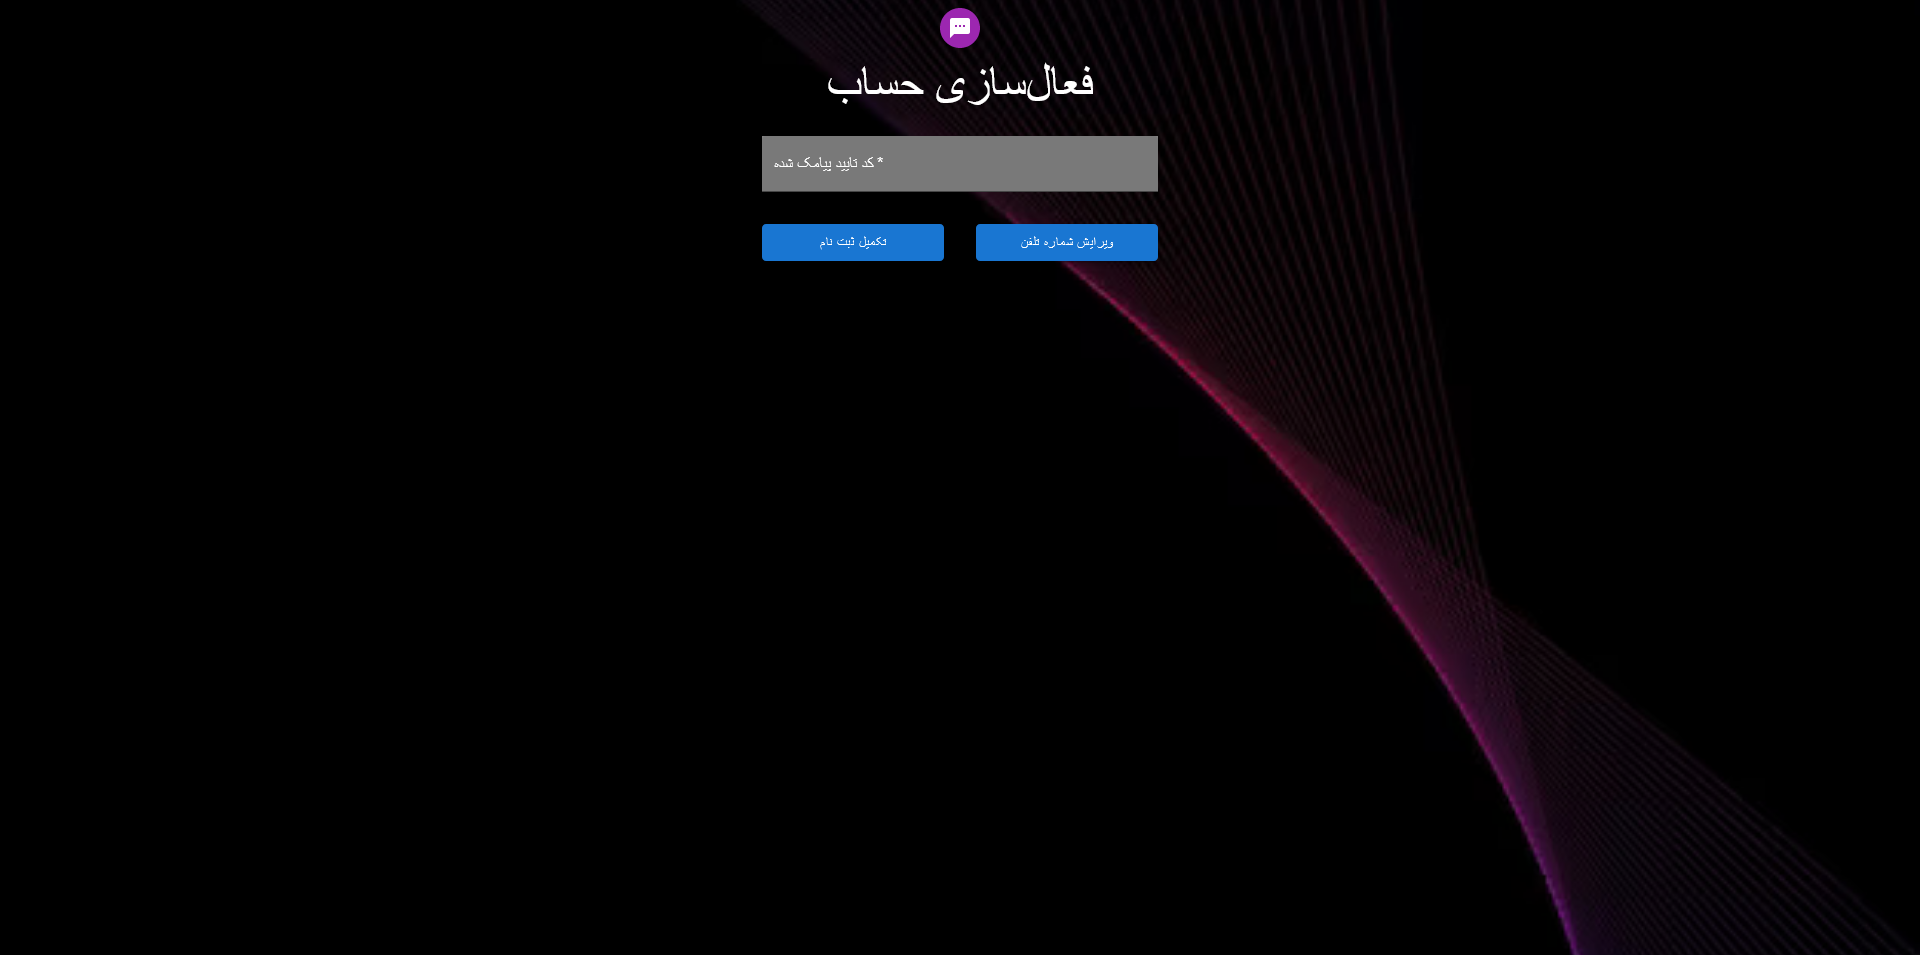 فعال‌سازی حساب
کد تایید پیامک شده *
ویرایش شماره تلفن
تکمیل ثبت نام